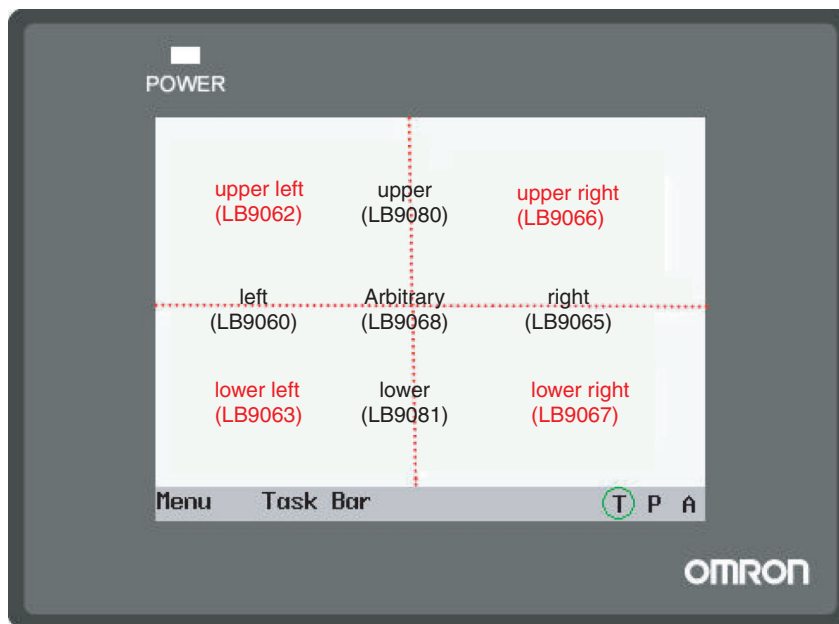 POWER
upper left
(LB9062)
upper
(LB9080)
upper right
(LB9066)
left
(LB9060)
Arbitrary
(LB9068)
right
(LB9065)
lower left
(LB9063)
lower
(LB9081)
lower right
(LB9067)
Menu Task Bar T P A
OMRON